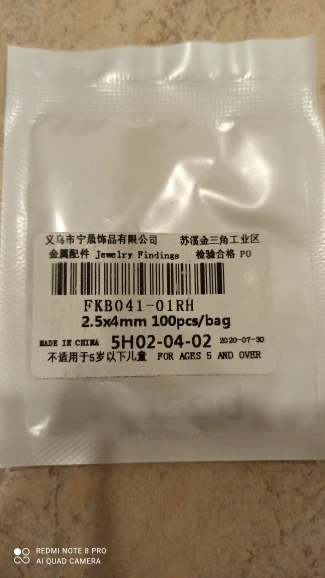 义乌市宁晟饰品有限公司 苏溪金三角工业区
金属配件 Jewelry Findings 检验合格 PO
FKB041-01RH
2.5x4mm 100pcs/bag
MADE IN CHINA 5H02-04-02 2020-07-30
不适用于5岁以下儿童 FOR AGES 5 AND OVER
Accessories
REDMI NOTE 8 PRO
AI QUAD CAMERA